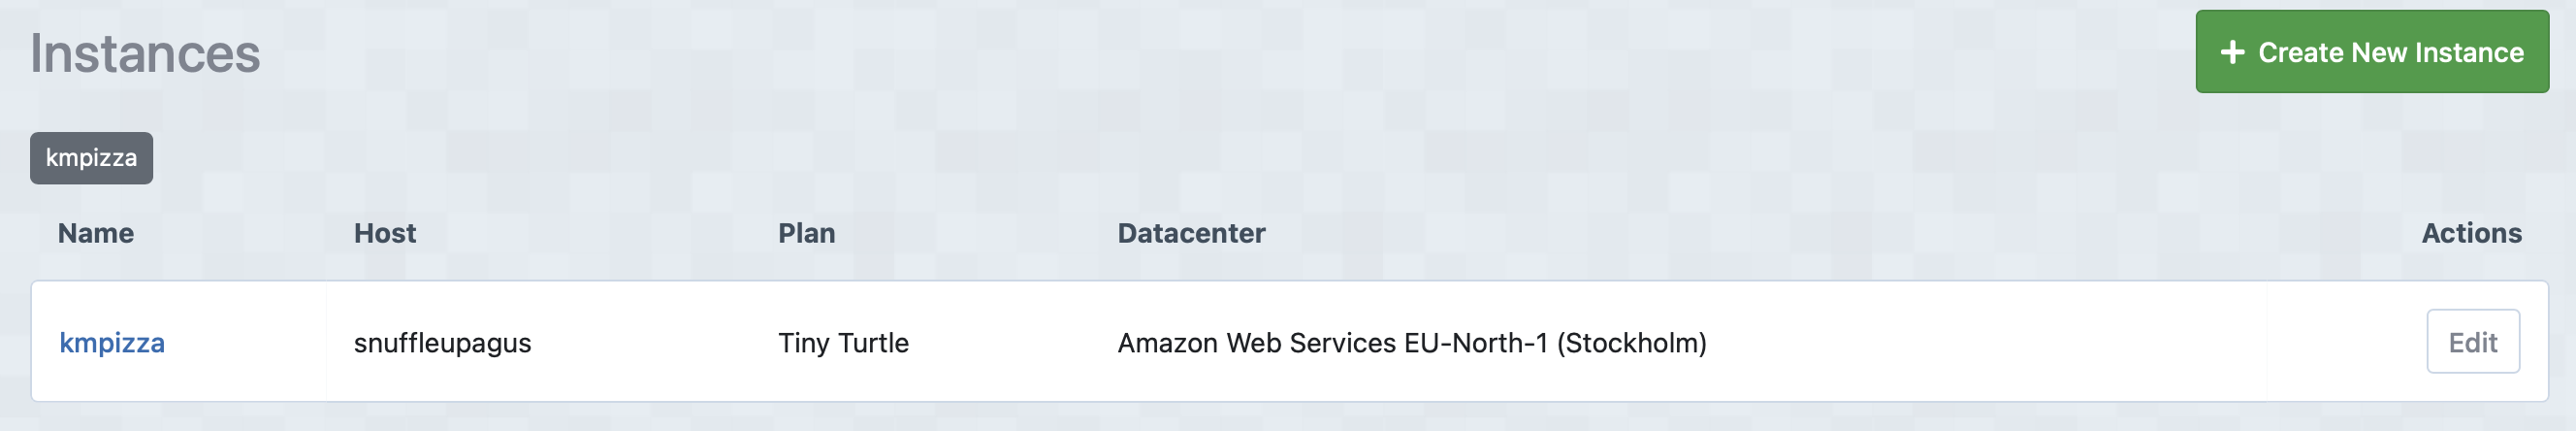 Instances
+ Create New Instance
kmpizza
Name Host Plan Datacenter Actions
kmpizza snuffleupagus Tiny Turtle Amazon Web Services EU-North-1 (Stockholm) Edit